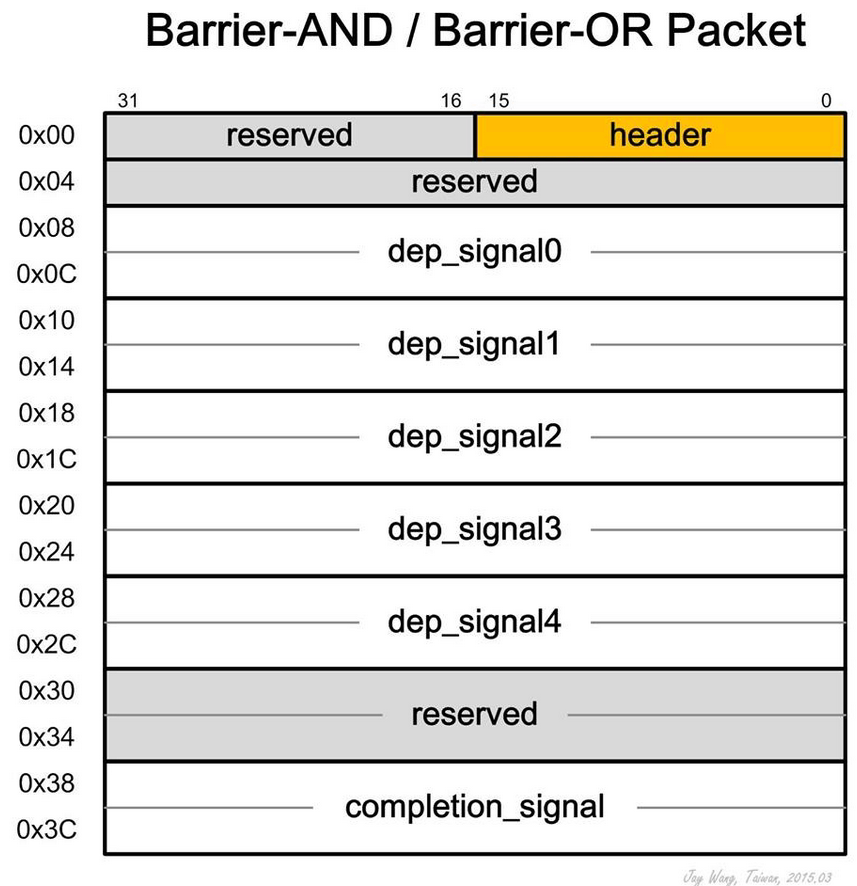 Barrier-AND / Barrier-OR Packet
31 16 15 0
0x00 reserved header
0x04 reserved
0x08
dep_signal0
0x0C
0x10
dep_signal1
0x14
0x18
dep_signal2
0x1C
0x20
dep_signal3
0x24
0x28
dep_signal4
0x2C
0x30
reserved
0x34
0x38
completion_signal
0x3C
Jay Wang, Taiwan, 2015.03